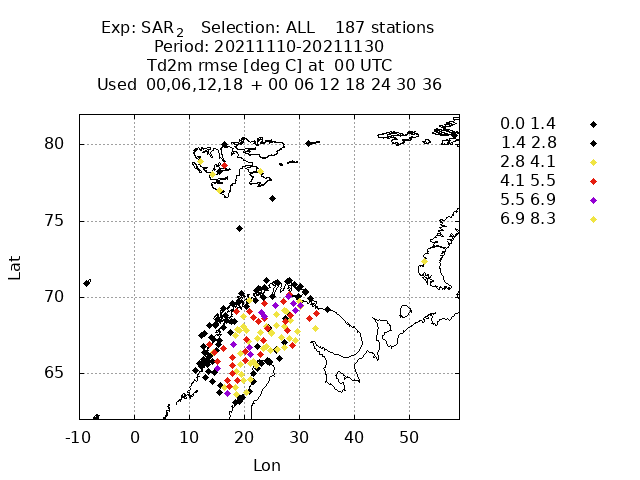 Exp: SAR2 Selection: ALL 187 stations
Period: 20211110-20211130
Td2m rmse [deg C] at 00 UTC
Used 00,06,12,18 + 00 06 12 18 24 30 36
0.0 1.4
1.4 2.8
2.8 4.1
4.1 5.5
5.5 6.9
6.9 8.3
80
75
70
65
Lat
-10 0 10 20 30 40 50
Lon